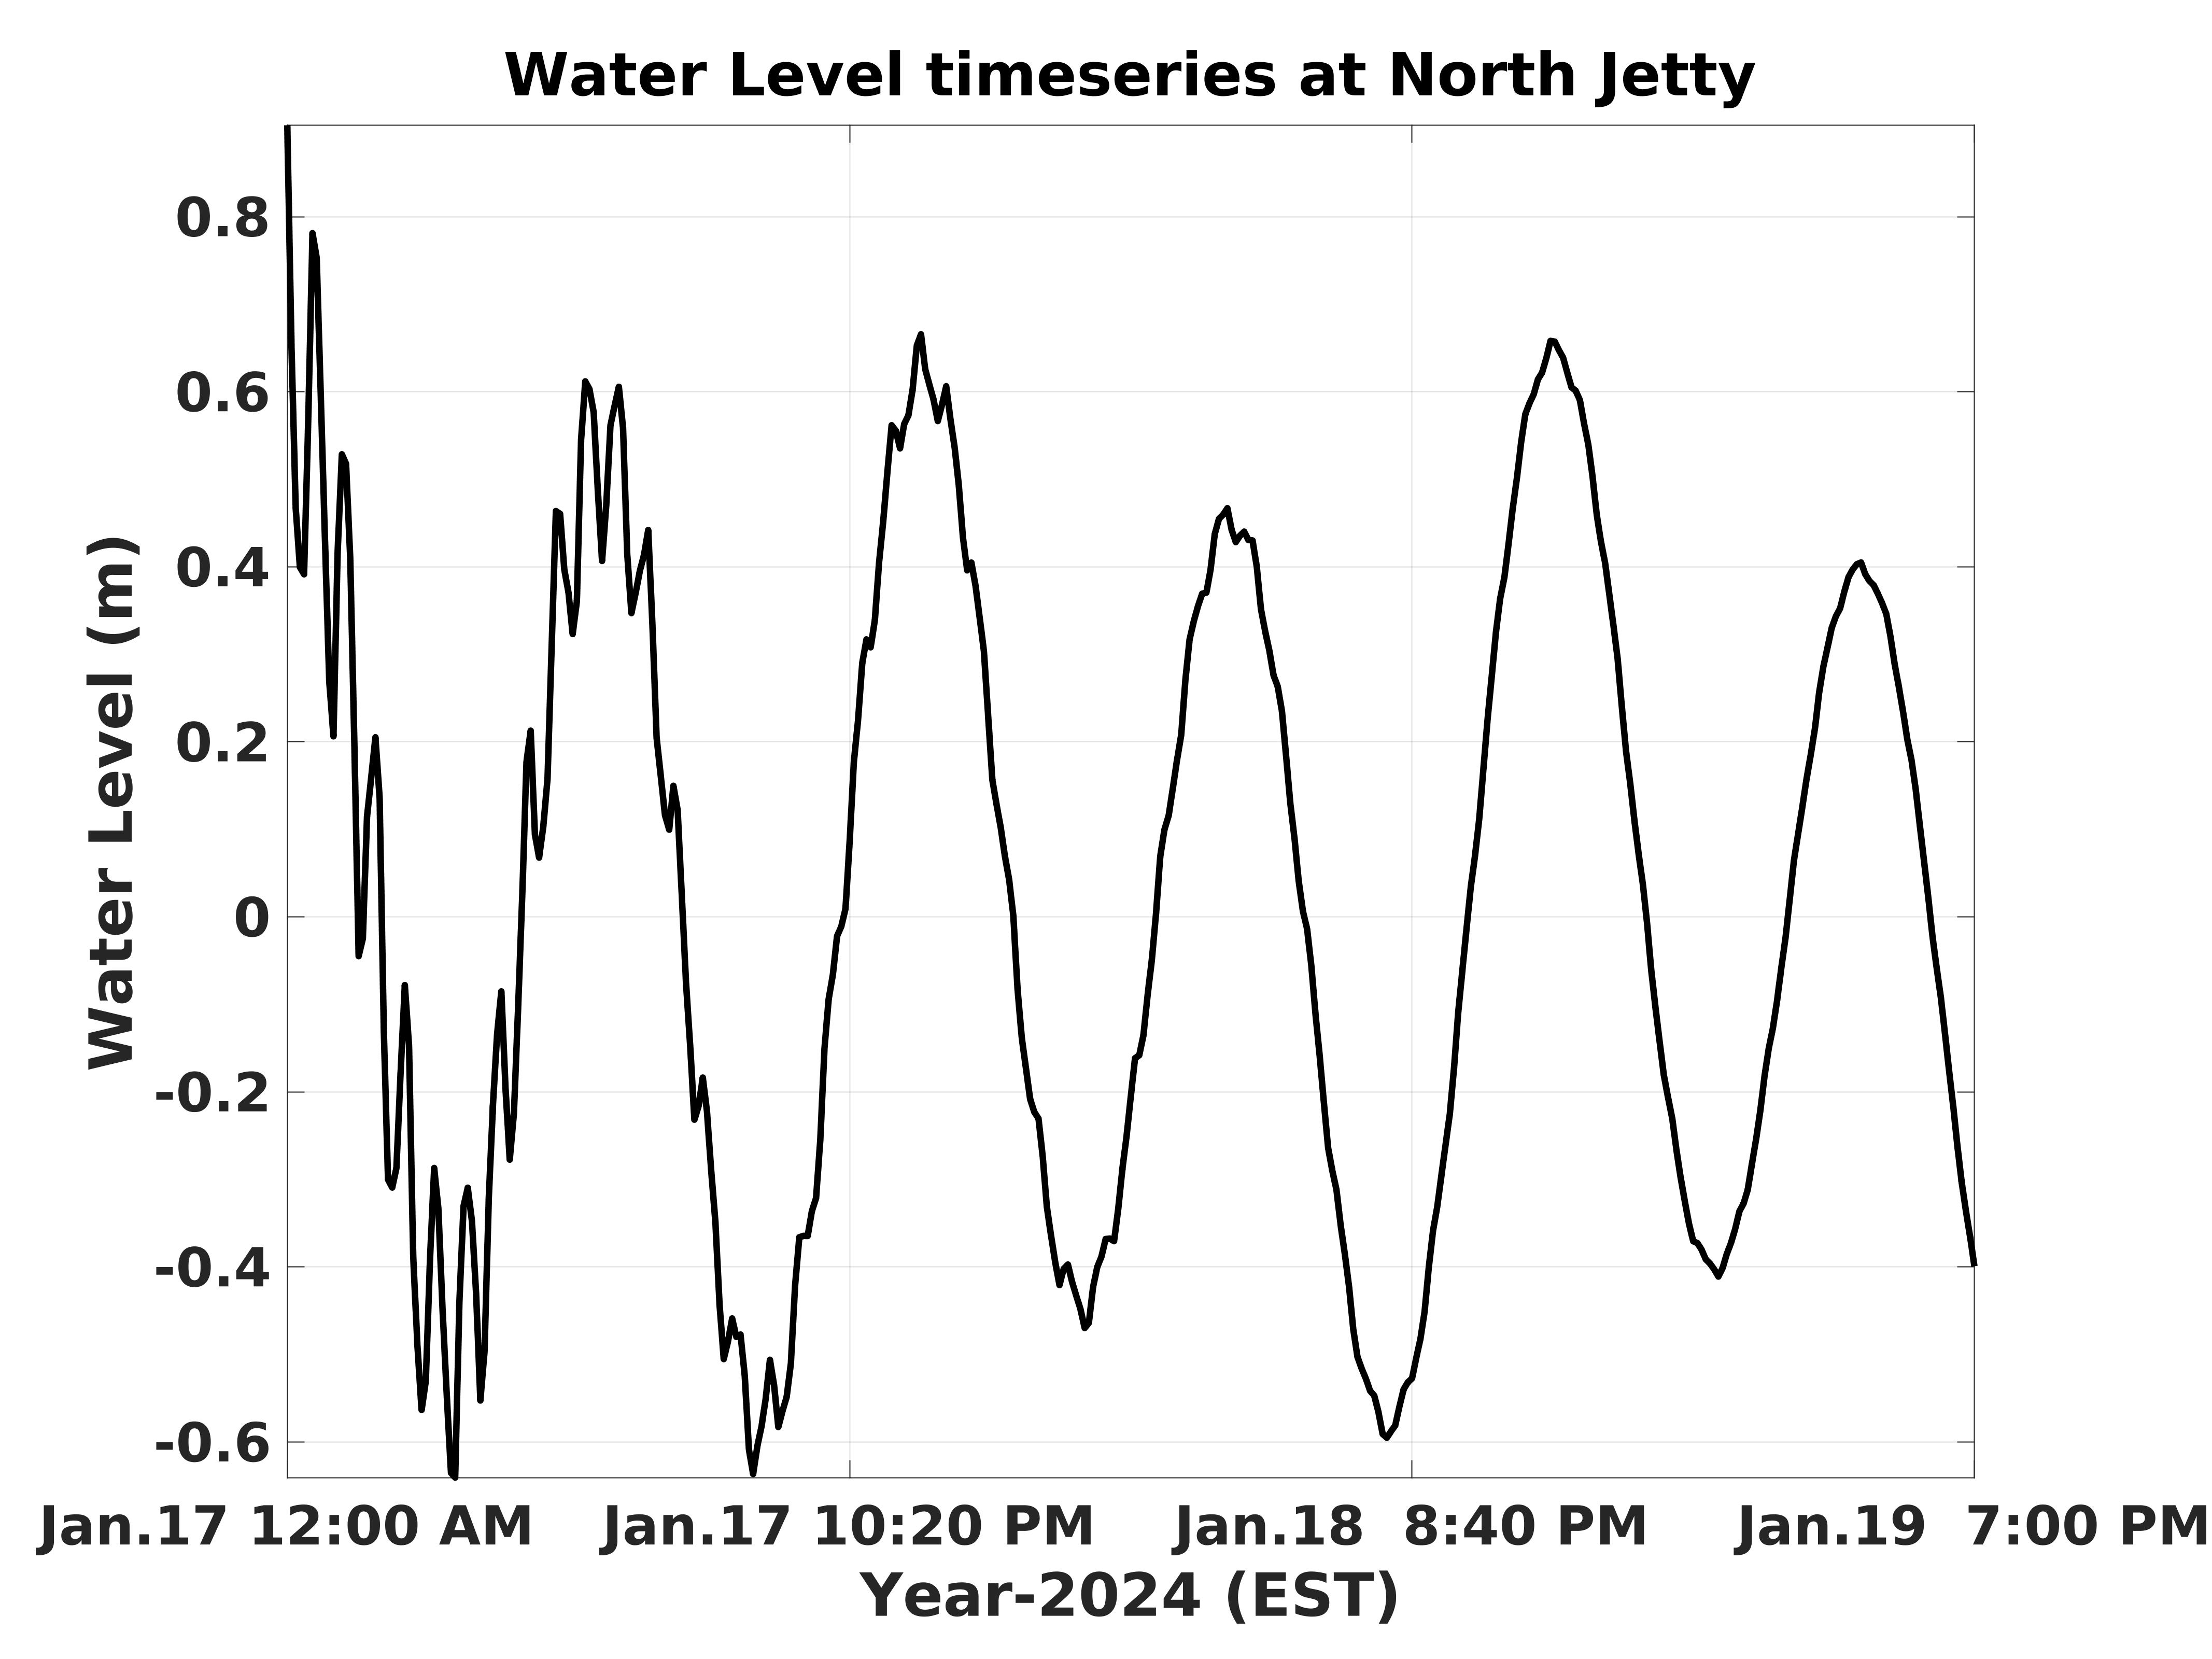 Water Level timeseries at North Jetty
Water Level (m)
0.8
0.6
0.4
0.2
0
-0.2
-0.4
-0.6
Jan.17 12:00 AM Jan.17 10:20 PM Jan.18 8:40 PM Jan.19 7:00 PM
Year-2024 (EST)